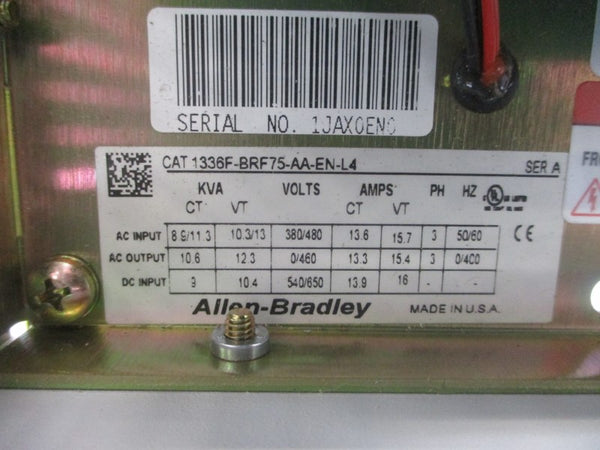 SERIAL NO. 1JAX0EN0
CAT 1336F-BRF75-AA-EN-L4 SER A
KVA VOLTS AMPS PH HZ
CT VT CT VT
AC INPUT 8.9/11.3 10.3/13 380/480 13.6 15.7 3 50/60
AC OUTPUT 10.6 12.3 0/460 13.3 15.4 3 0/400
DC INPUT 9 10.4 540/650 13.9 16 - -
UL
CE
Allen-Bradley MADE IN U.S.A.